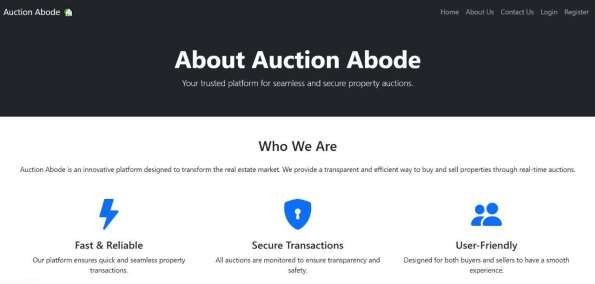 Auction Abode
Home About Us Contact Us Login Register
About Auction Abode
Your trusted platform for seamless and secure property auctions.
Who We Are
Auction Abode is an innovative platform designed to transform the real estate market. We provide a transparent and efficient way to buy and sell properties through real-time auctions.
Fast & Reliable
Our platform ensures quick and seamless property
transactions.
Secure Transactions
All auctions are monitored to ensure transparency and
safety.
User-Friendly
Designed for both buyers and sellers to have a smooth
experience.